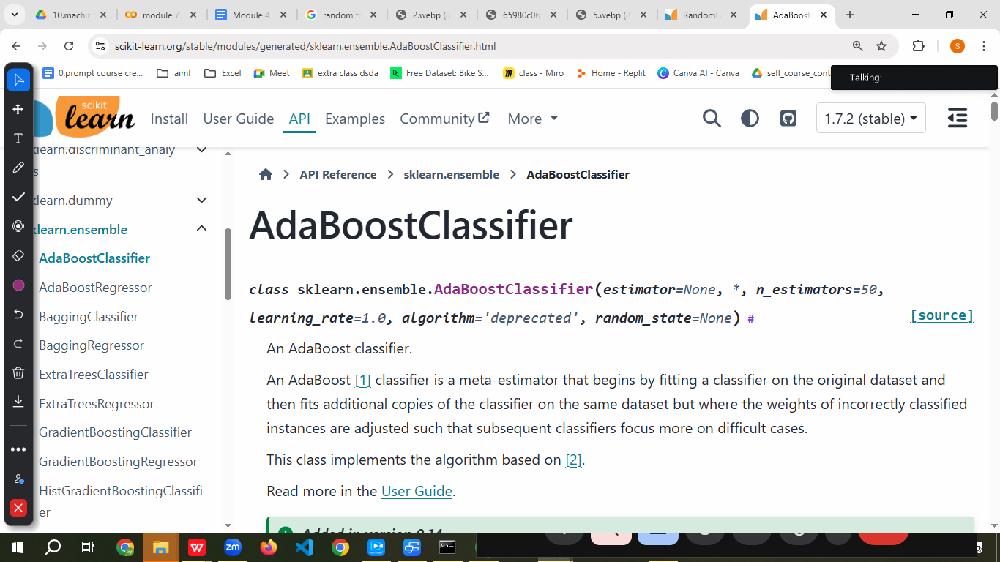 10.machin
module 7.
Module 4
random fo
2.webp (8
65980c06
5.webp (8
RandomF
AdaBoost
scikit-learn.org/stable/modules/generated/sklearn.ensemble.AdaBoostClassifier.html
S
0.prompt course cre...
aiml
Excel
Meet
extra class dsda
Free Dataset: Bike S...
class - Miro
Home - Replit
Canva AI - Canva
self_course_cont
Talking:
scikit
learn
Install
User Guide
API
Examples
Community
More
1.7.2 (stable)
klearn.discriminant_analy
s
klearn.dummy
klearn.ensemble
AdaBoostClassifier
AdaBoostRegressor
BaggingClassifier
BaggingRegressor
ExtraTreesClassifier
ExtraTreesRegressor
GradientBoostingClassifier
GradientBoostingRegressor
HistGradientBoostingClassifi
er
API Reference > sklearn.ensemble > AdaBoostClassifier
AdaBoostClassifier
class sklearn.ensemble.AdaBoostClassifier(estimator=None, *, n_estimators=50,
learning_rate=1.0, algorithm='deprecated', random_state=None) #
[source]
An AdaBoost classifier.
An AdaBoost [1] classifier is a meta-estimator that begins by fitting a classifier on the original dataset and
then fits additional copies of the classifier on the same dataset but where the weights of incorrectly classified
instances are adjusted such that subsequent classifiers focus more on difficult cases.
This class implements the algorithm based on [2].
Read more in the User Guide.
Added in version 0.14
zm